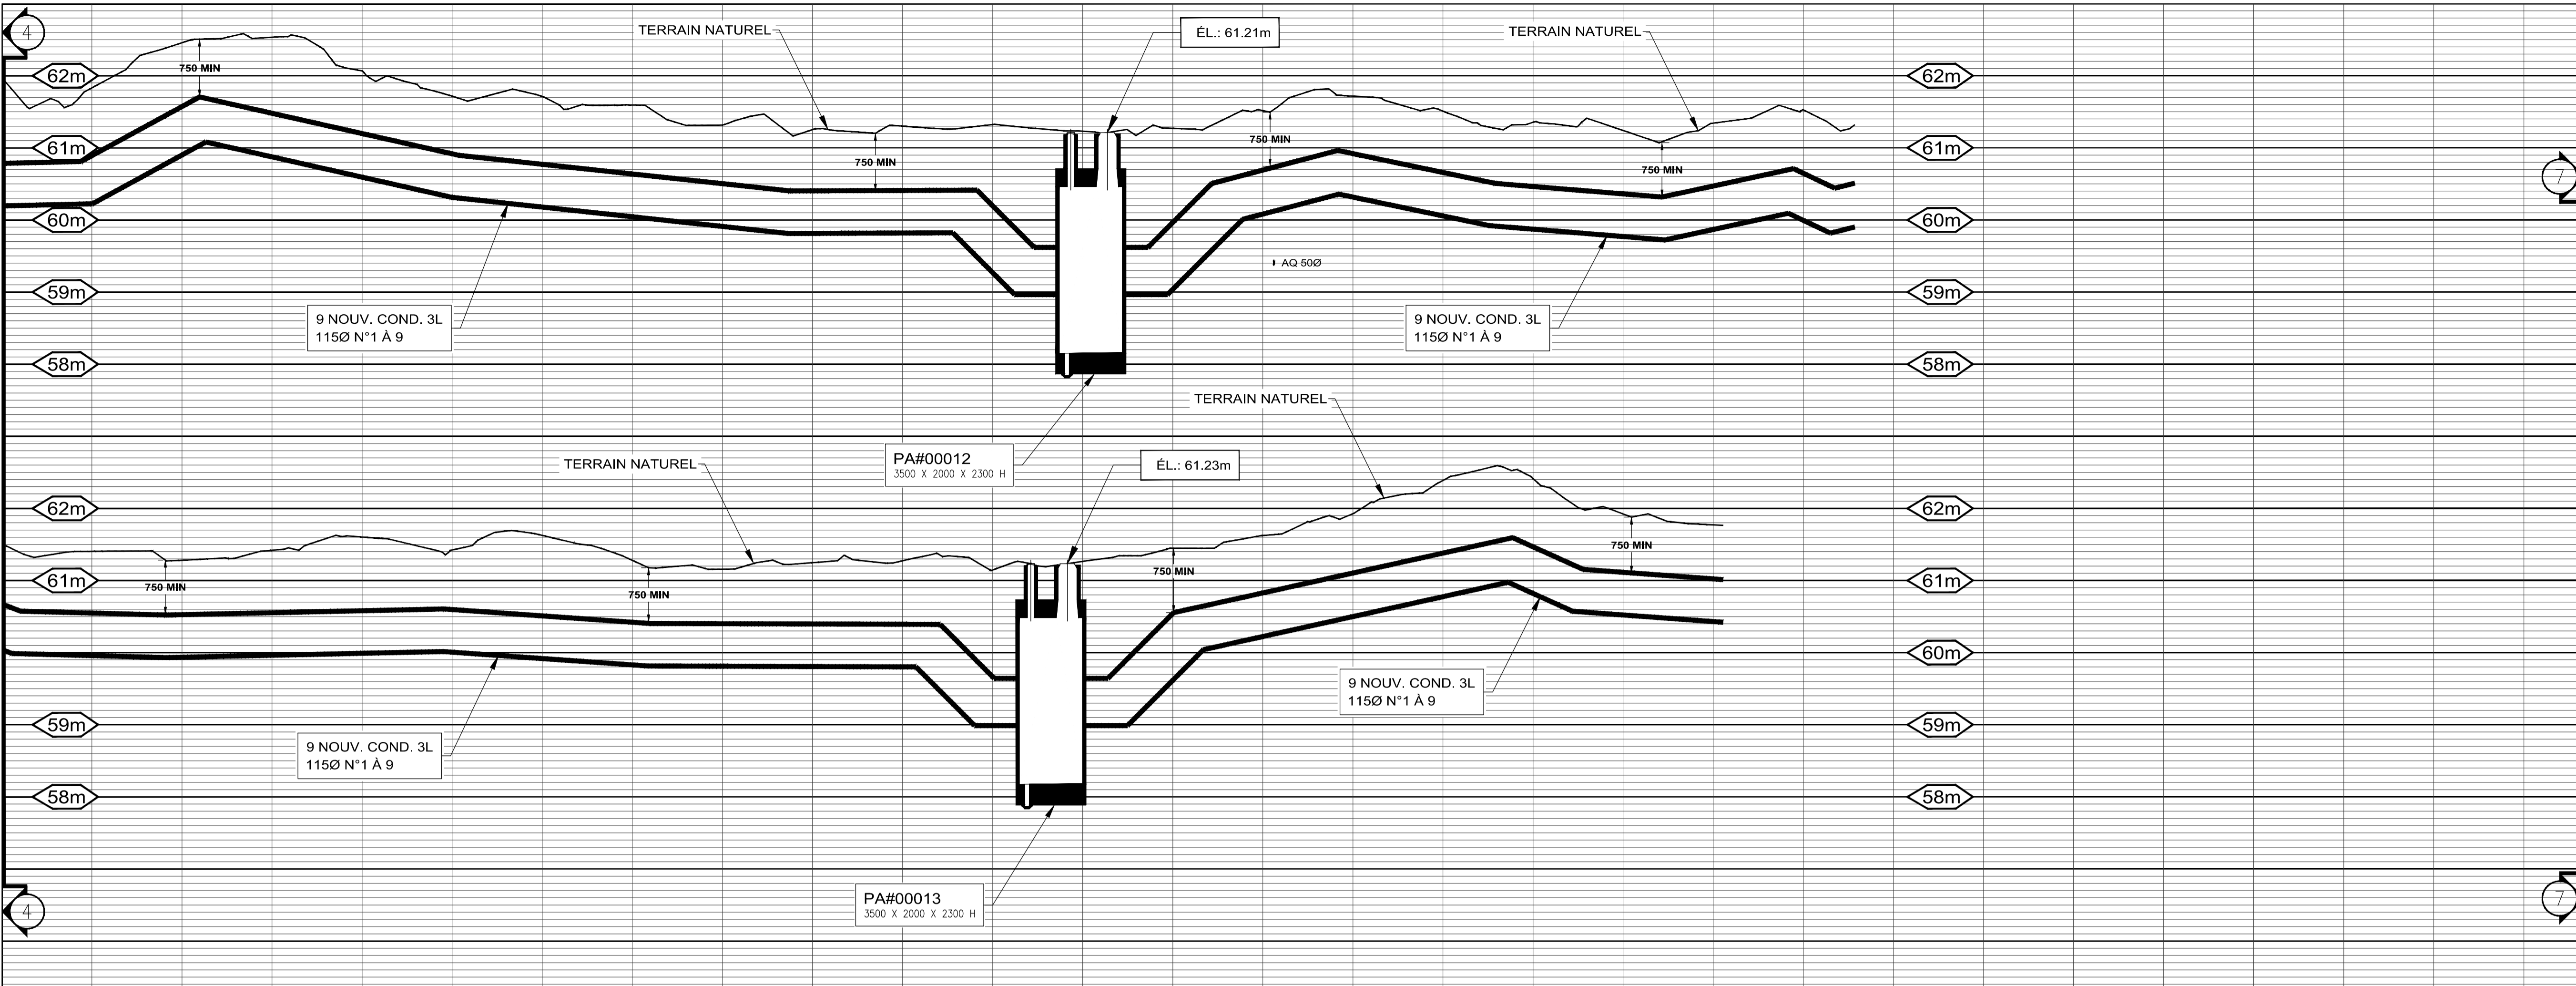 4
TERRAIN NATUREL
ÉL.: 61.21m
TERRAIN NATUREL
750 MIN
62m
62m
61m
750 MIN
750 MIN
750 MIN
61m
7
60m
60m
AQ 50Ø
59m
59m
9 NOUV. COND. 3L
115Ø N°1 À 9
9 NOUV. COND. 3L
115Ø N°1 À 9
58m
58m
TERRAIN NATUREL
TERRAIN NATUREL
PA#00012
3500 X 2000 X 2300 H
ÉL.: 61.23m
62m
62m
750 MIN
61m
750 MIN
750 MIN
750 MIN
61m
60m
60m
9 NOUV. COND. 3L
115Ø N°1 À 9
59m
59m
9 NOUV. COND. 3L
115Ø N°1 À 9
58m
58m
PA#00013
3500 X 2000 X 2300 H
4
7